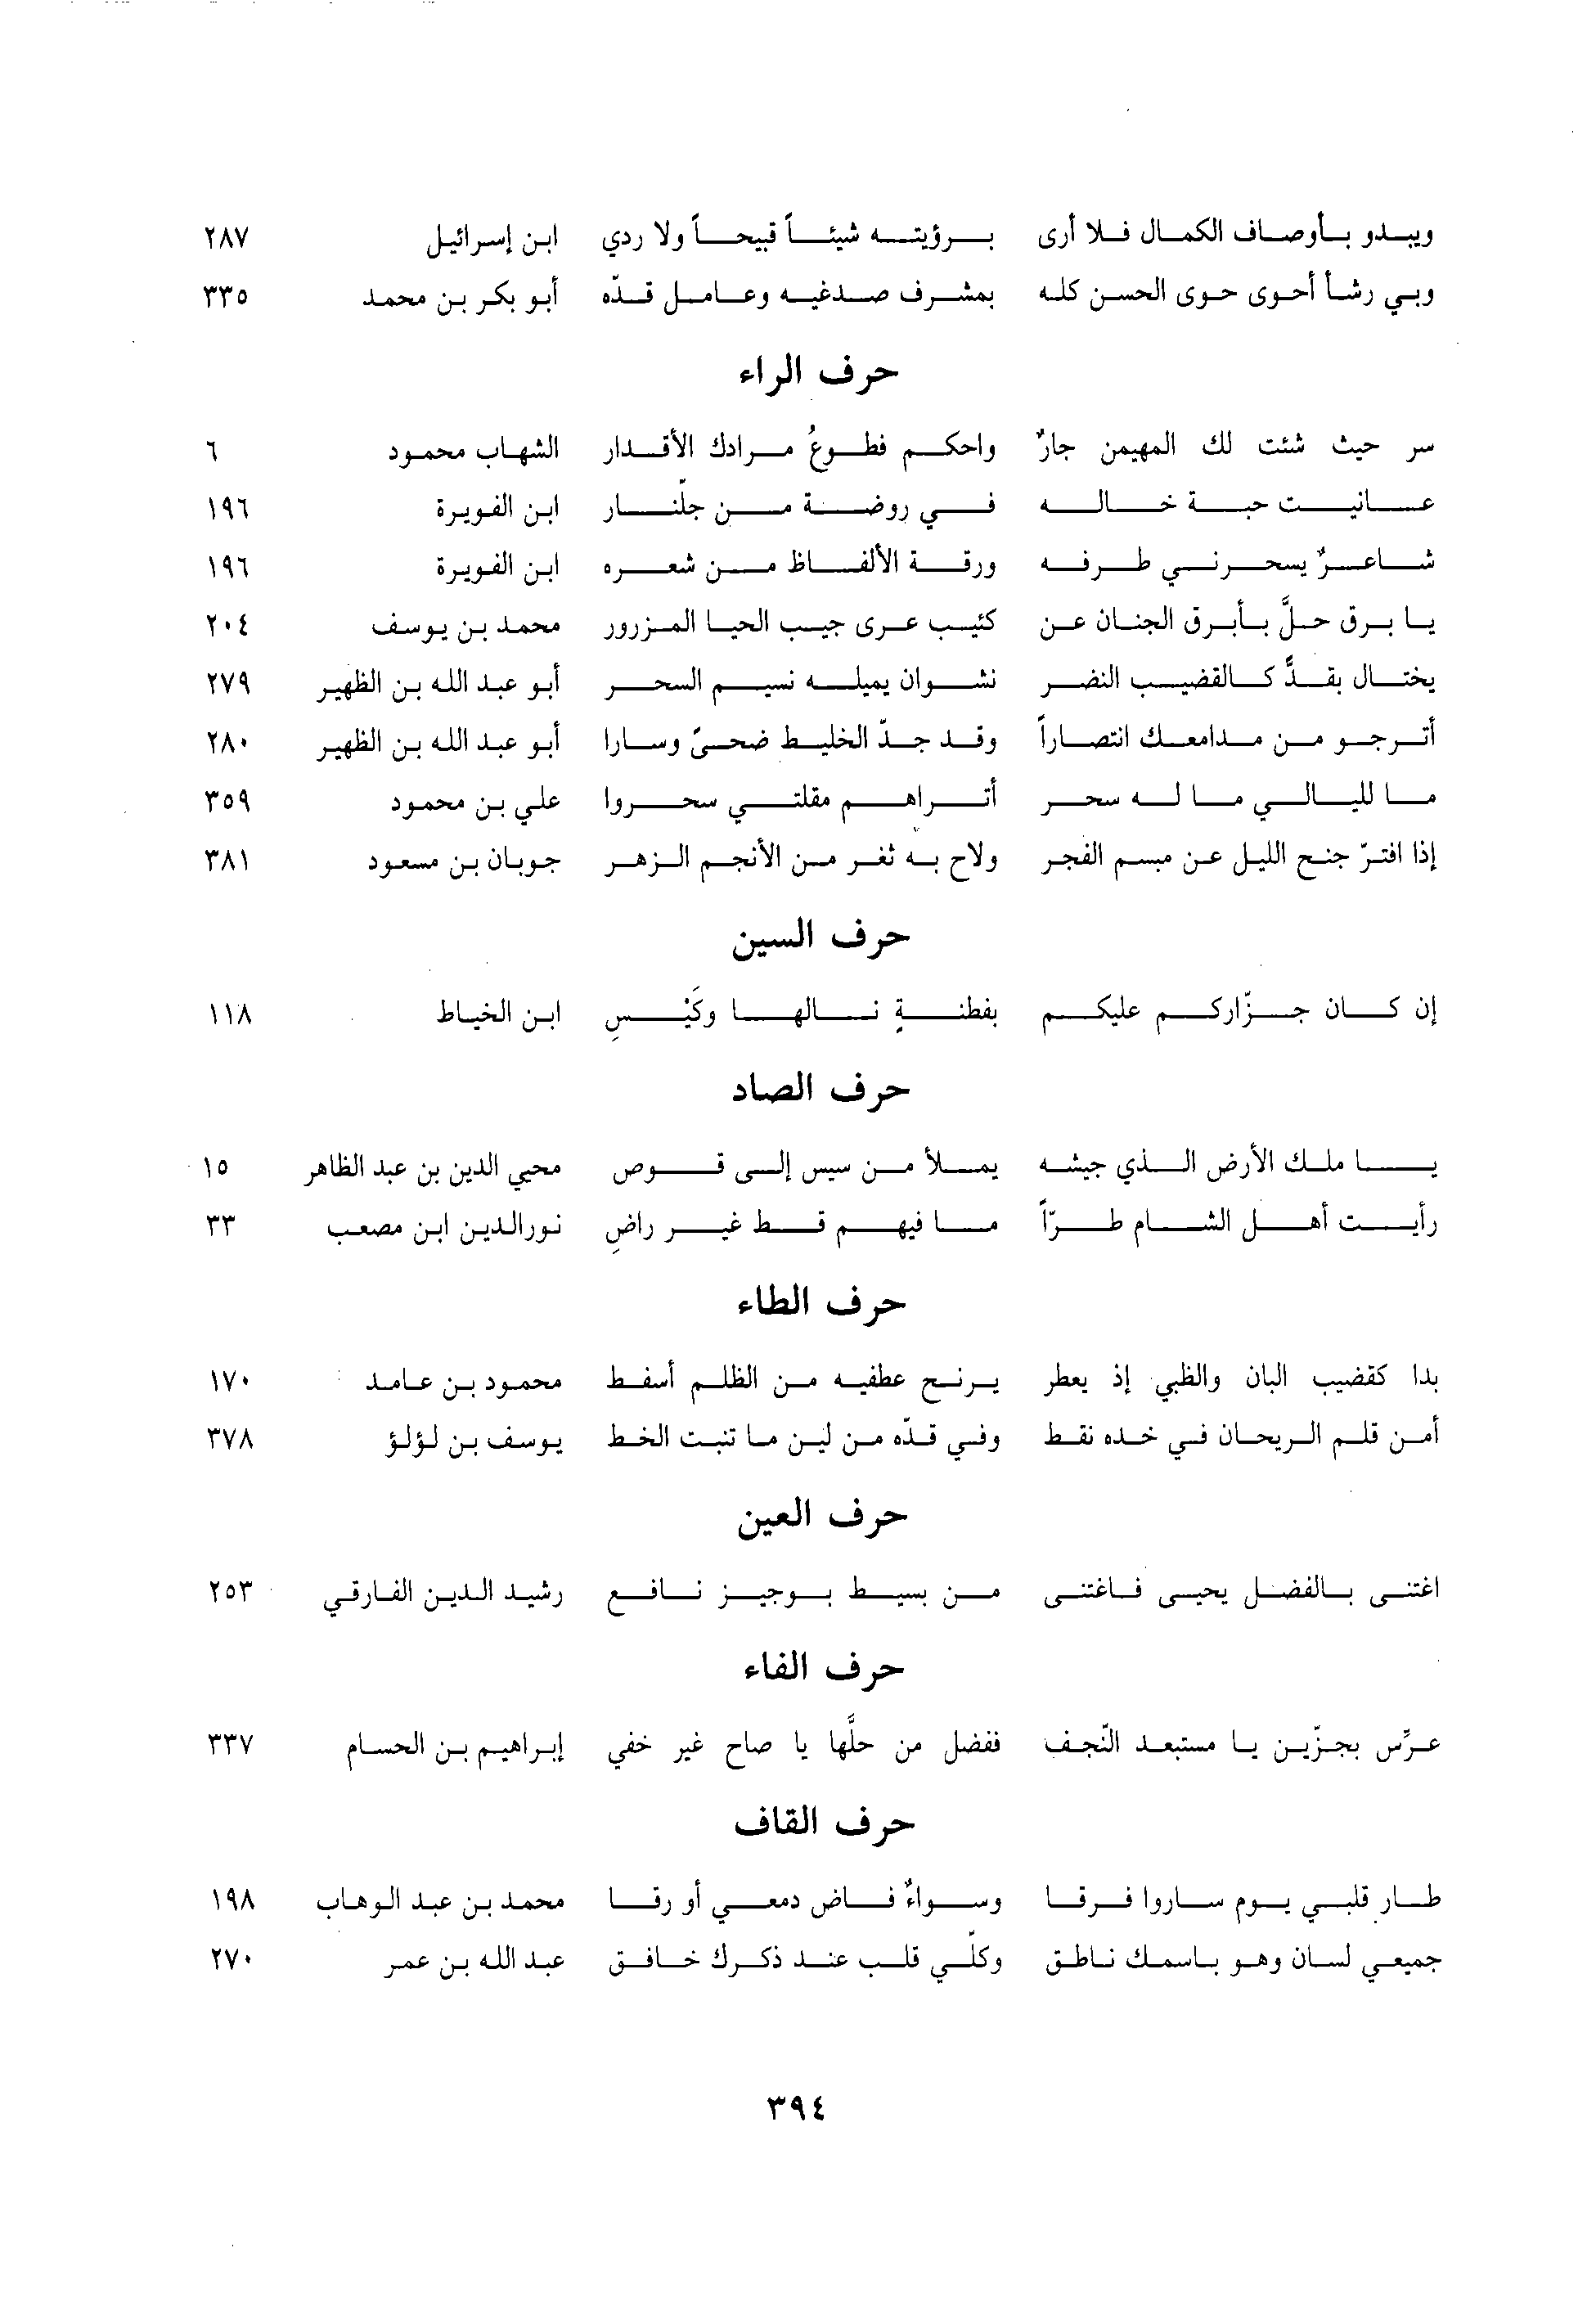 ويبدو بأوصاف الكمال فلا أرى برؤيته شيئاً قبيحاً ولا ردي ابن إسرائيل ٢٨٧
وبي رشأ أحوى حوى الحسن كله بمشرف صدغيه وعامل قدّه أبو بكر بن محمد ٣٣٥
حرف الراء
سر حيث شئت لك المهيمن جارٌ واحكم فطوعُ مرادك الأقدار الشهاب محمود ٦
عانيت حبة خاله في روضة من جلّنار ابن الفويرة ١٩٦
شاعرٌ يسحرني طرفه ورقة الألفاظ من شعره ابن الفويرة ١٩٦
يا برق حلَّ بأبرق الجنان عن كئيب عرى جيب الحيا المزرور محمد بن يوسف ٢٠٤
يختال بقدًّ كالقضيب النضر نشوان يميله نسيم السحر أبو عبد الله بن الظهير ٢٧٩
أترجو من مدامعك انتصاراً وقد جدّ الخليط ضحىً وسارا أبو عبد الله بن الظهير ٢٨٠
ما لليالي ما له سحر أتراهم مقلتي سحروا علي بن محمود ٣٥٩
إذا افترّ جنح الليل عن مبسم الفجر ولاح به ثغر من الأنجم الزهر جوبان بن مسعود ٣٨١
حرف السين
إن كان جزّاركم عليكم بفطنةٍ نالها وكَيْسِ ابن الخياط ١١٨
حرف الصاد
يا ملك الأرض الذي جيشه يملأ من سيس إلى قوص محيي الدين بن عبد الظاهر ١٥
رأيت أهل الشام طرّاً ما فيهم قط غير راضِ نورالدين ابن مصعب ٣٣
حرف الطاء
بدا كقضيب البان والظبي إذ يعطر يرنح عطفيه من الظلم أسفط محمود بن عامد ١٧٠
أمن قلم الريحان في خده نقط وفي قدّه من لين ما تنبت الخط يوسف بن لؤلؤ ٣٧٨
حرف العين
اغتنى بالفضل يحيى فاغتنى من بسيط بوجيز نافع رشيد الدين الفارقي ٢٥٣
حرف الفاء
عرِّس بجزّين يا مستبعد النّجف ففضل من حلَّها يا صاح غير خفي إبراهيم بن الحسام ٣٣٧
حرف القاف
طار قلبي يوم ساروا فرقا وسواءٌ فاض دمعي أو رقا محمد بن عبد الوهاب ١٩٨
جميعي لسان وهو باسمك ناطق وكلّي قلب عند ذكرك خافق عبد الله بن عمر ٢٧٠
٣٩٤